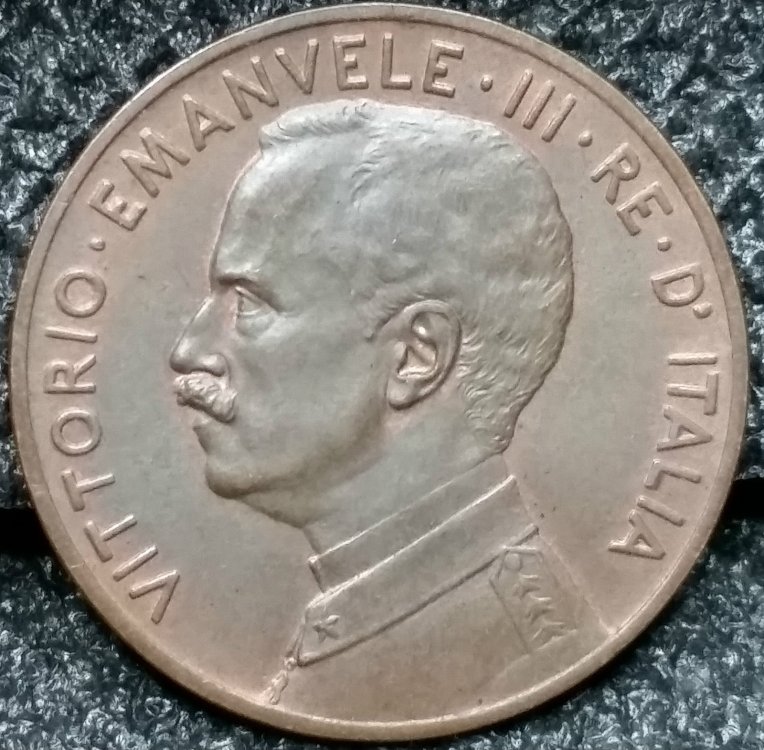 VITTORIO · EMANVELE · III · RE · D' ITALIA